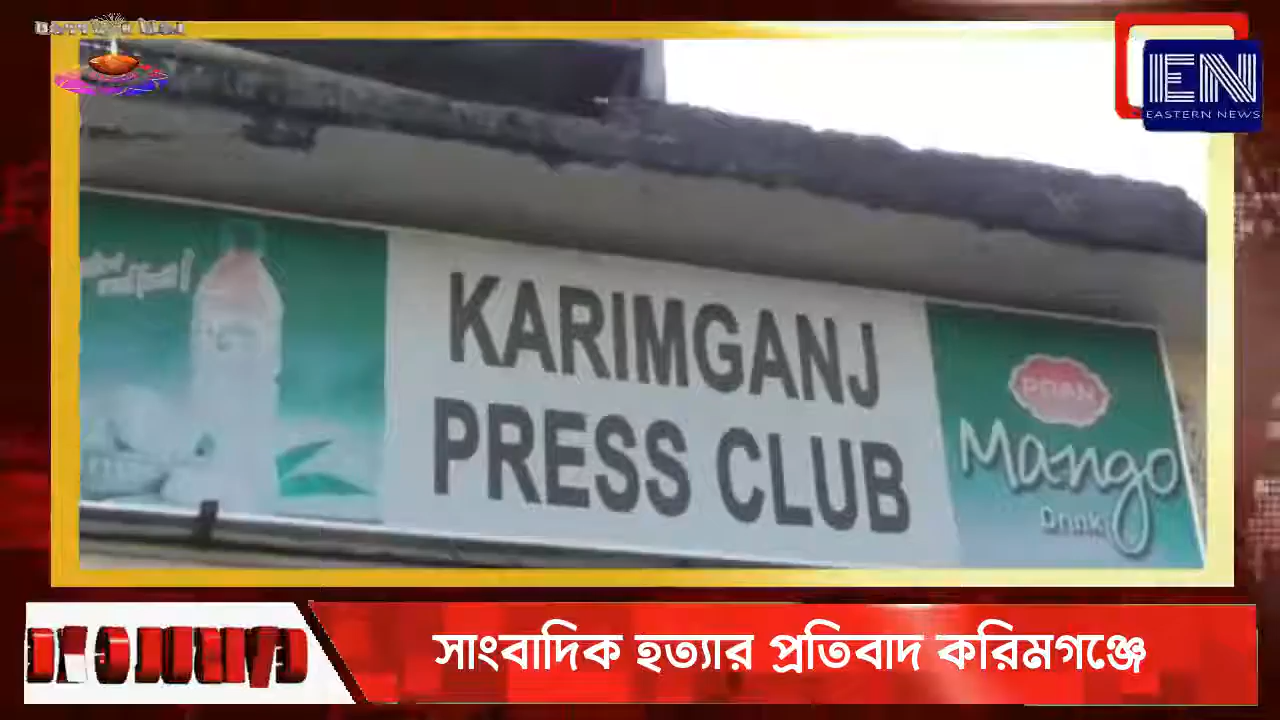 EN
EASTERN NEWS
KARIMGANJ
PRESS CLUB
PRAN
Mango
Drink
সাংবাদিক হত্যার প্রতিবাদ করিমগঞ্জে